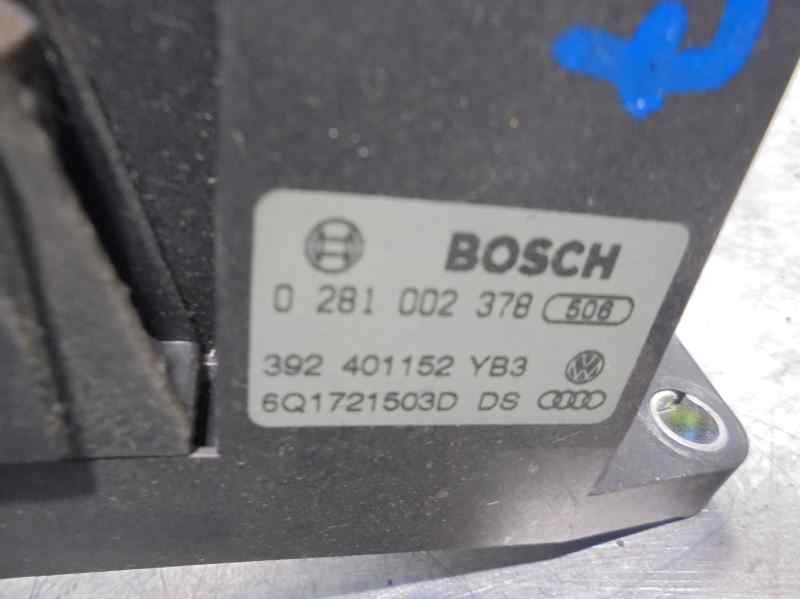 BOSCH
0 281 002 378 506
392 401152 YB3
6Q1721503D DS